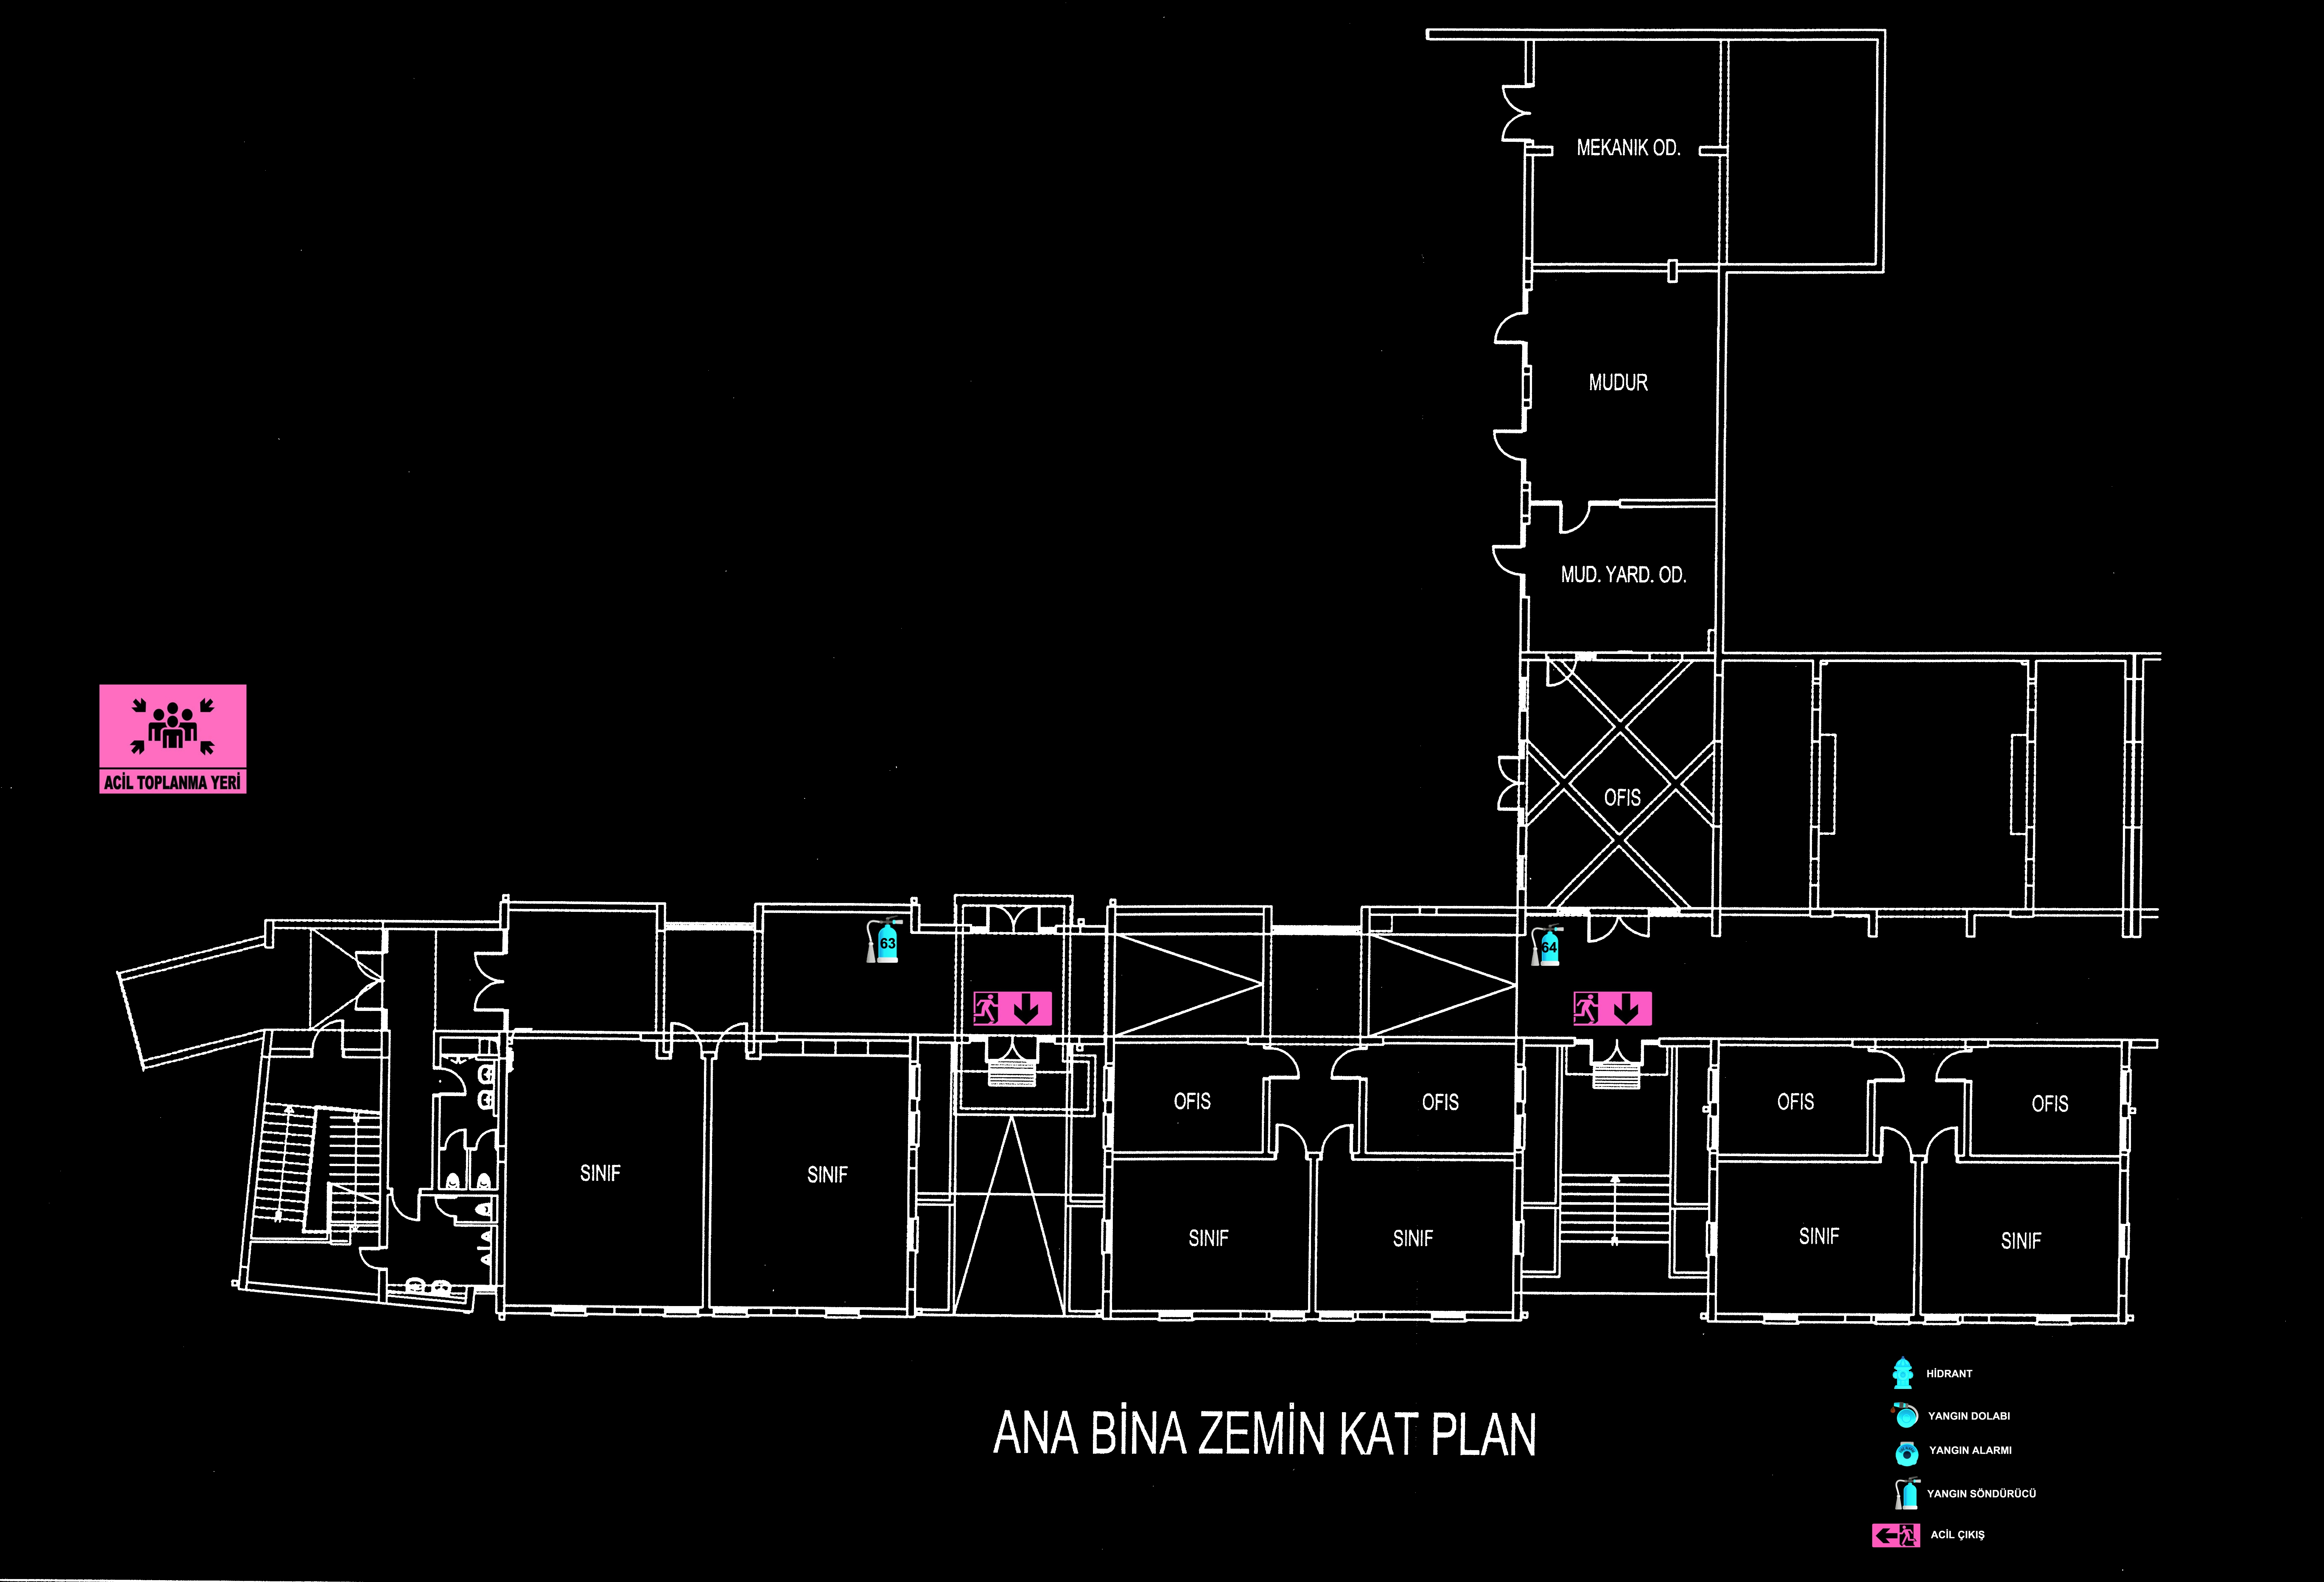 MEKANIK OD.
MUDUR
MUD. YARD. OD.
ACİL TOPLANMA YERİ
OFIS
63
64
OFIS
OFIS
OFIS
OFIS
SINIF
SINIF
SINIF
SINIF
SINIF
SINIF
ANA BİNA ZEMİN KAT PLAN
HİDRANT
YANGIN DOLABI
YANGIN ALARMI
YANGIN SÖNDÜRÜCÜ
ACİL ÇIKIŞ